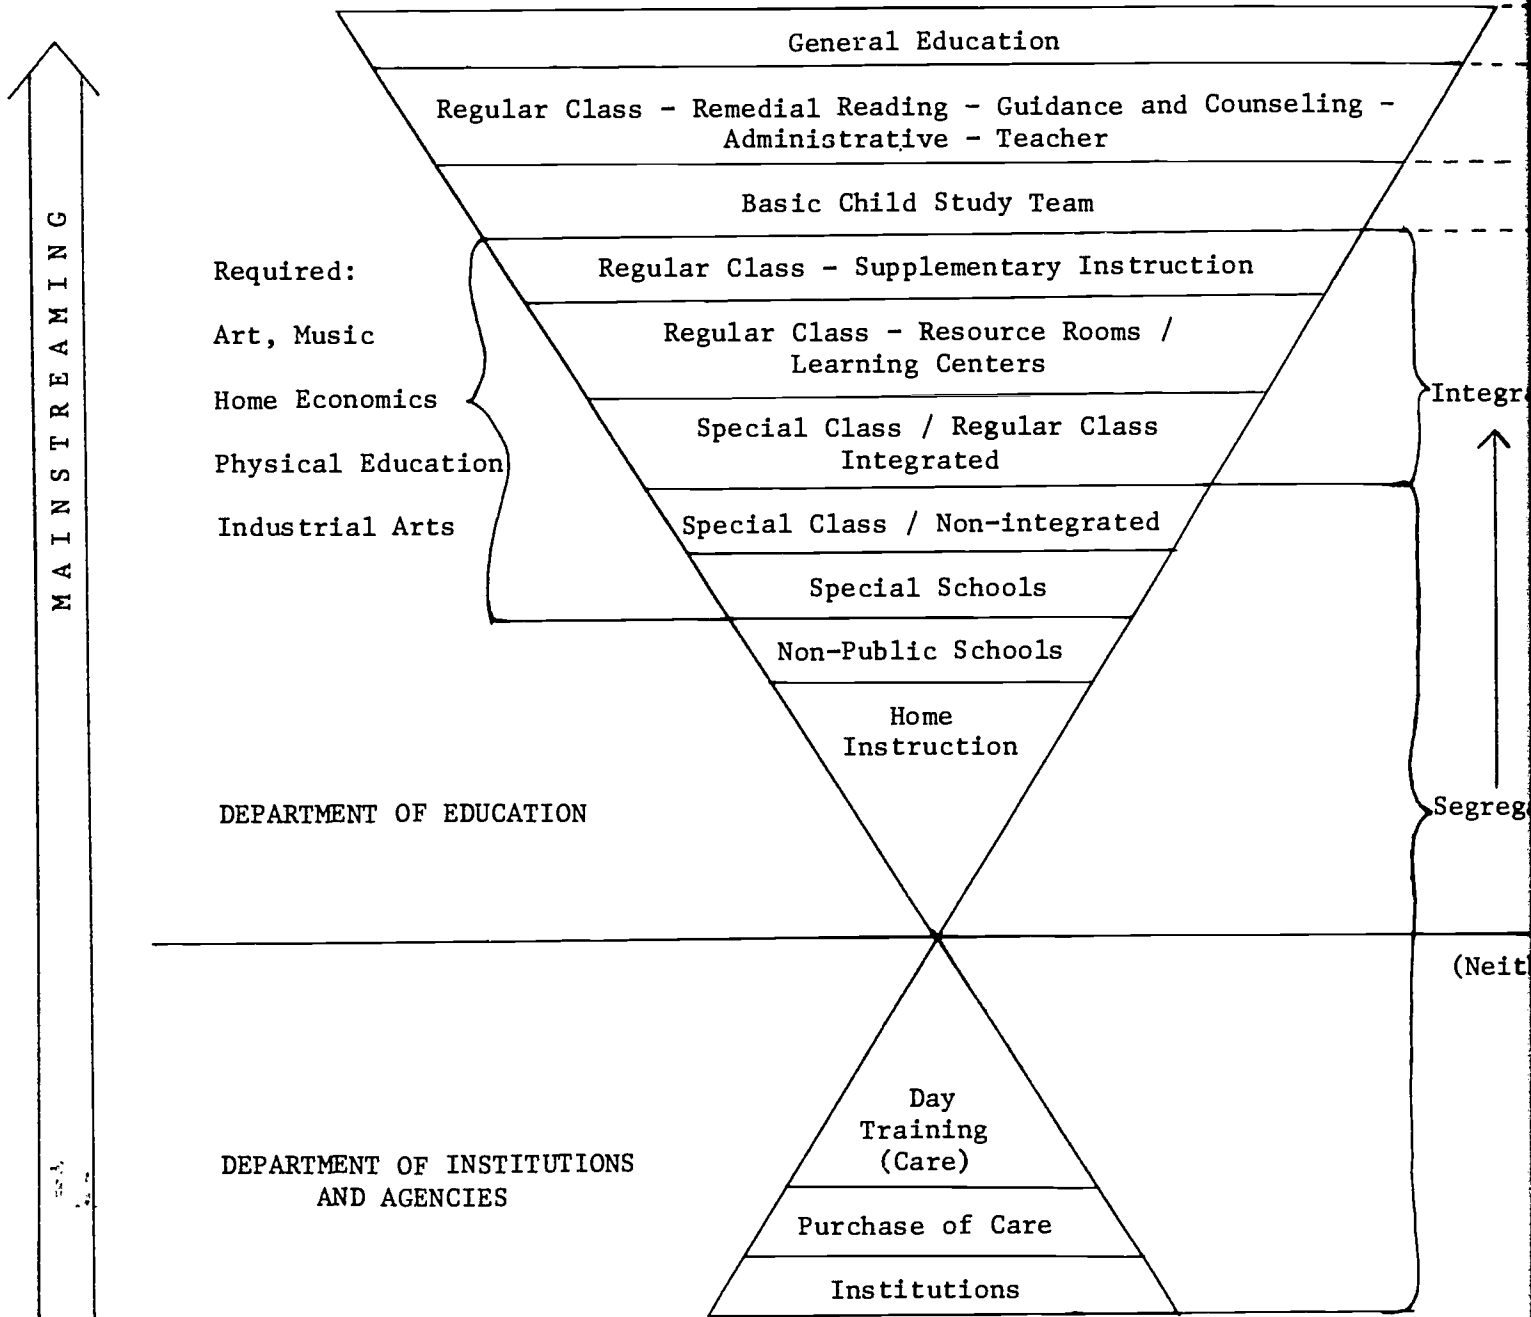 General Education
Regular Class - Remedial Reading - Guidance and Counseling -
Administrative - Teacher
Basic Child Study Team
MAINSTREAMING
Required:
Art, Music
Home Economics
Physical Education
Industrial Arts
Regular Class - Supplementary Instruction
Regular Class - Resource Rooms /
Learning Centers
Special Class / Regular Class
Integrated
Integra
Special Class / Non-integrated
Special Schools
Non-Public Schools
Home
Instruction
DEPARTMENT OF EDUCATION
Segrega
(Neit
Day
Training
(Care)
DEPARTMENT OF INSTITUTIONS
AND AGENCIES
Purchase of Care
Institutions